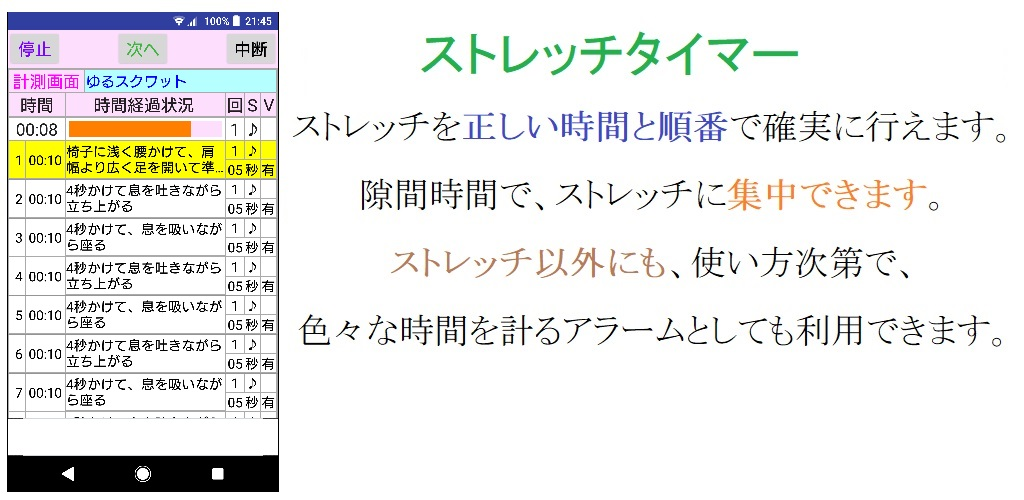 100% 21:45
停止 次へ 中断
計測画面 ゆるスクワット
時間 時間経過状況 回 S V
00:08 1 ♪
1 00:10 椅子に浅く腰かけて、肩 1 ♪
幅より広く足を開いて準… 05 秒 有
2 00:10 4秒かけて息を吐きながら 1 ♪
立ち上がる 05 秒 有
3 00:10 4秒かけて、息を吸いなが 1 ♪
ら座る 05 秒 有
4 00:10 4秒かけて息を吐きながら 1 ♪
立ち上がる 05 秒 有
5 00:10 4秒かけて、息を吸いなが 1 ♪
ら座る 05 秒 有
6 00:10 4秒かけて息を吐きながら 1 ♪
立ち上がる 05 秒 有
7 00:10 4秒かけて、息を吸いなが 1 ♪
ら座る 05 秒 有
ストレッチタイマー
ストレッチを正しい時間と順番で確実に行えます。
隙間時間で、ストレッチに集中できます。
ストレッチ以外にも、使い方次第で、
色々な時間を計るアラームとしても利用できます。